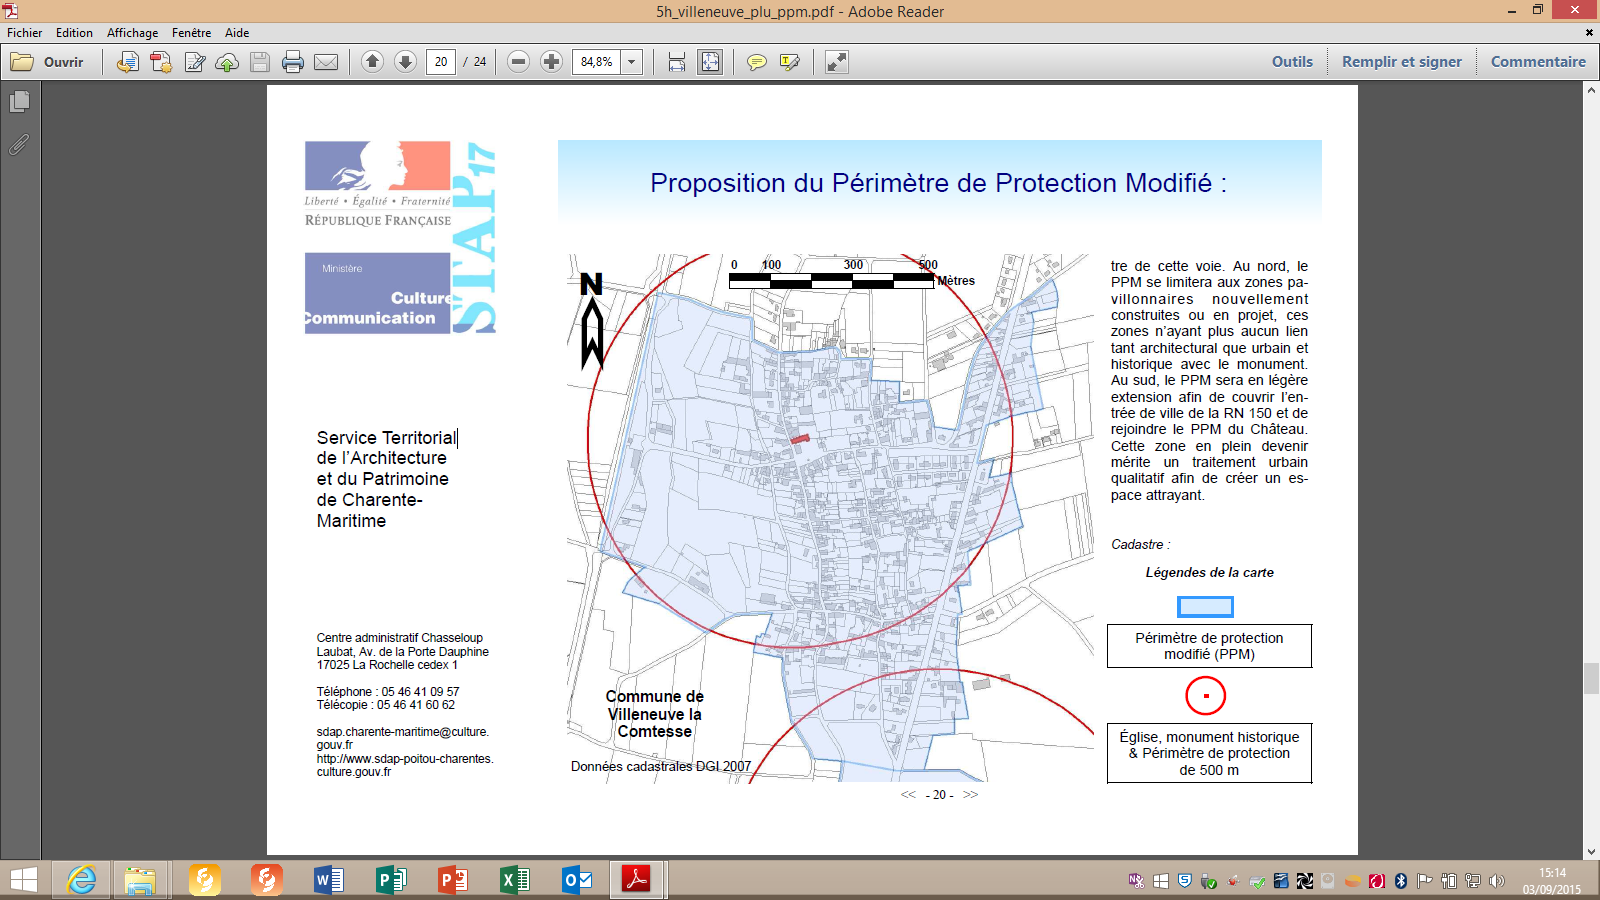 5h_villeneuve_plu_ppm.pdf - Adobe Reader
Fichier Edition Affichage Fenêtre Aide
Ouvrir
20 / 24
84,8%
Outils
Remplir et signer
Commentaire
Liberté • Égalité • Fraternité
RÉPUBLIQUE FRANÇAISE
Ministère
Culture
Communication
STAP17
Proposition du Périmètre de Protection Modifié :
Service Territorial
de l’Architecture
et du Patrimoine
de Charente-
Maritime
Centre administratif Chasseloup
Laubat, Av. de la Porte Dauphine
17025 La Rochelle cedex 1
Téléphone : 05 46 41 09 57
Télécopie : 05 46 41 60 62
sdap.charente-maritime@culture.
gouv.fr
http://www.sdap-poitou-charentes.
culture.gouv.fr
N
0 100 300 500
Mètres
Commune de
Villeneuve la
Comtesse
Données cadastrales DGI 2007
tre de cette voie. Au nord, le
PPM se limitera aux zones pa-
villonnaires nouvellement
construites ou en projet, ces
zones n’ayant plus aucun lien
tant architectural que urbain et
historique avec le monument.
Au sud, le PPM sera en légère
extension afin de couvrir l’en-
trée de ville de la RN 150 et de
rejoindre le PPM du Château.
Cette zone en plein devenir
mérite un traitement urbain
qualitatif afin de créer un es-
pace attrayant.
Cadastre :
Légendes de la carte
Périmètre de protection
modifié (PPM)
Église, monument historique
& Périmètre de protection
de 500 m
<< - 20 - >>
15:14
03/09/2015